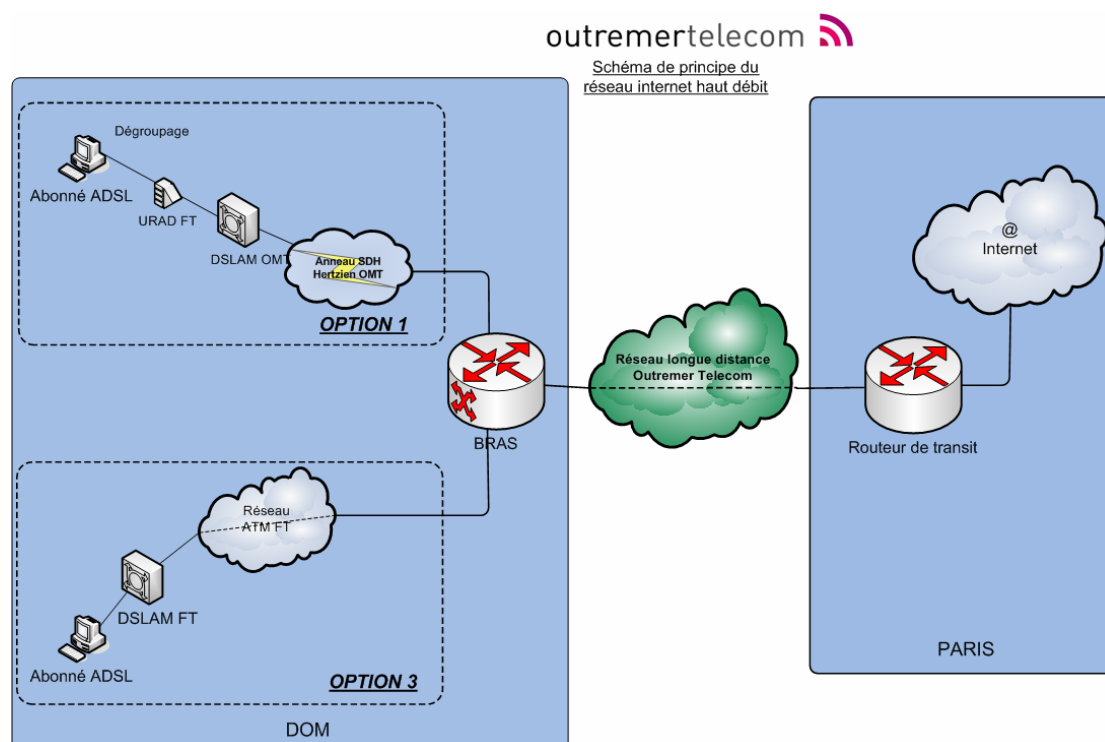 outremertelecom
Schéma de principe du
réseau internet haut débit
Dégroupage
Abonné ADSL
URAD FT
DSLAM OMT
Anneau SDH
Hertzien OMT
OPTION 1
BRAS
Réseau longue distance
Outremer Telecom
@
Internet
Routeur de transit
PARIS
Réseau
ATM FT
DSLAM FT
Abonné ADSL
OPTION 3
DOM